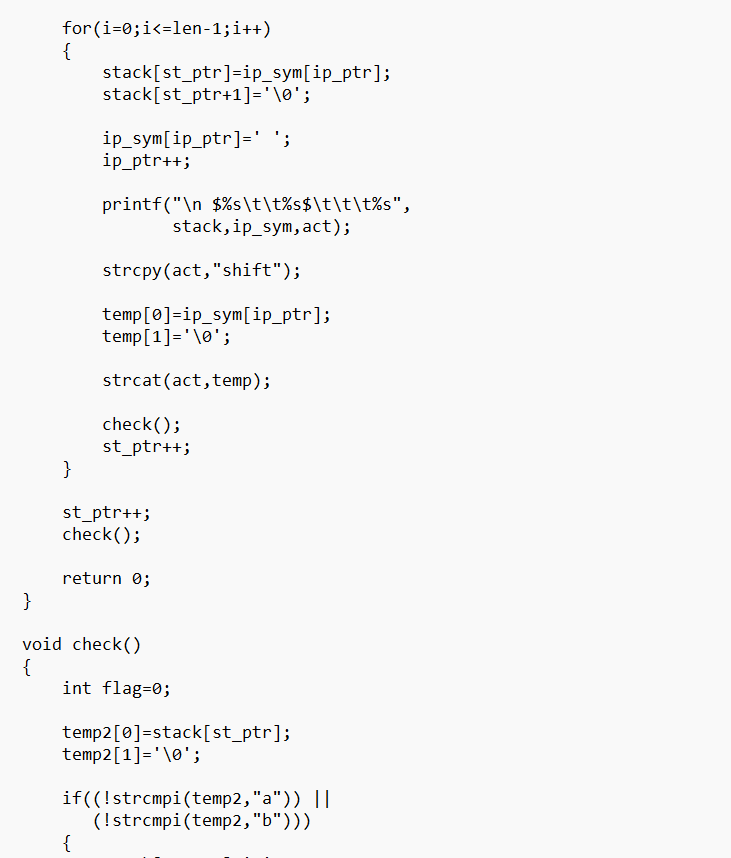 for(i=0;i<=len-1;i++)
{
stack[st_ptr]=ip_sym[ip_ptr];
stack[st_ptr+1]='\0';
ip_sym[ip_ptr]=' ';
ip_ptr++;
printf("\n $%s\t\t%s$\t\t\t%s",
stack,ip_sym,act);
strcpy(act,"shift");
temp[0]=ip_sym[ip_ptr];
temp[1]='\0';
strcat(act,temp);
check();
st_ptr++;
}
st_ptr++;
check();
return 0;
}
void check()
{
int flag=0;
temp2[0]=stack[st_ptr];
temp2[1]='\0';
if((!strcmpi(temp2,"a")) ||
(!strcmpi(temp2,"b")))
{